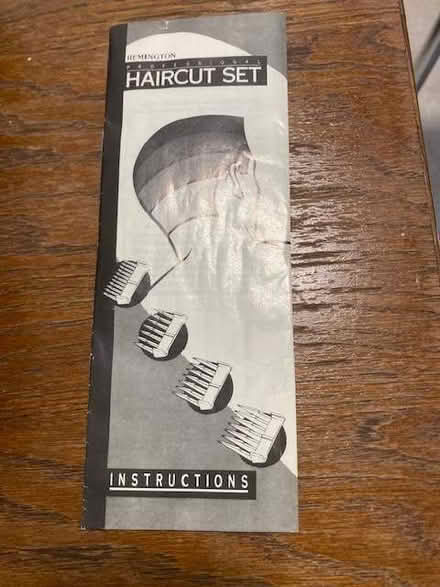 REMINGTON
PROFESSIONAL
HAIRCUT SET
INSTRUCTIONS